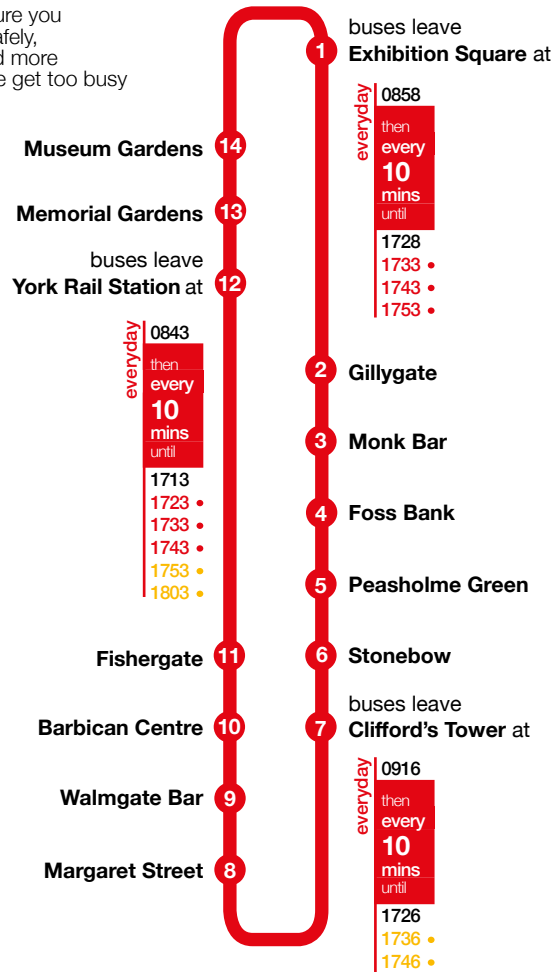 ure you
afely,
d more
e get too busy
1
buses leave
Exhibition Square at
everyday
0858
then
every
10
mins
until
1728
1733 •
1743 •
1753 •
2 Gillygate
3 Monk Bar
4 Foss Bank
5 Peasholme Green
6 Stonebow
7
buses leave
Clifford's Tower at
everyday
0916
then
every
10
mins
until
1726
1736 •
1746 •
Margaret Street 8
Walmgate Bar 9
Barbican Centre 10
Fishergate 11
buses leave
York Rail Station at 12
everyday
0843
then
every
10
mins
until
1713
1723 •
1733 •
1743 •
1753 •
1803 •
Memorial Gardens 13
Museum Gardens 14